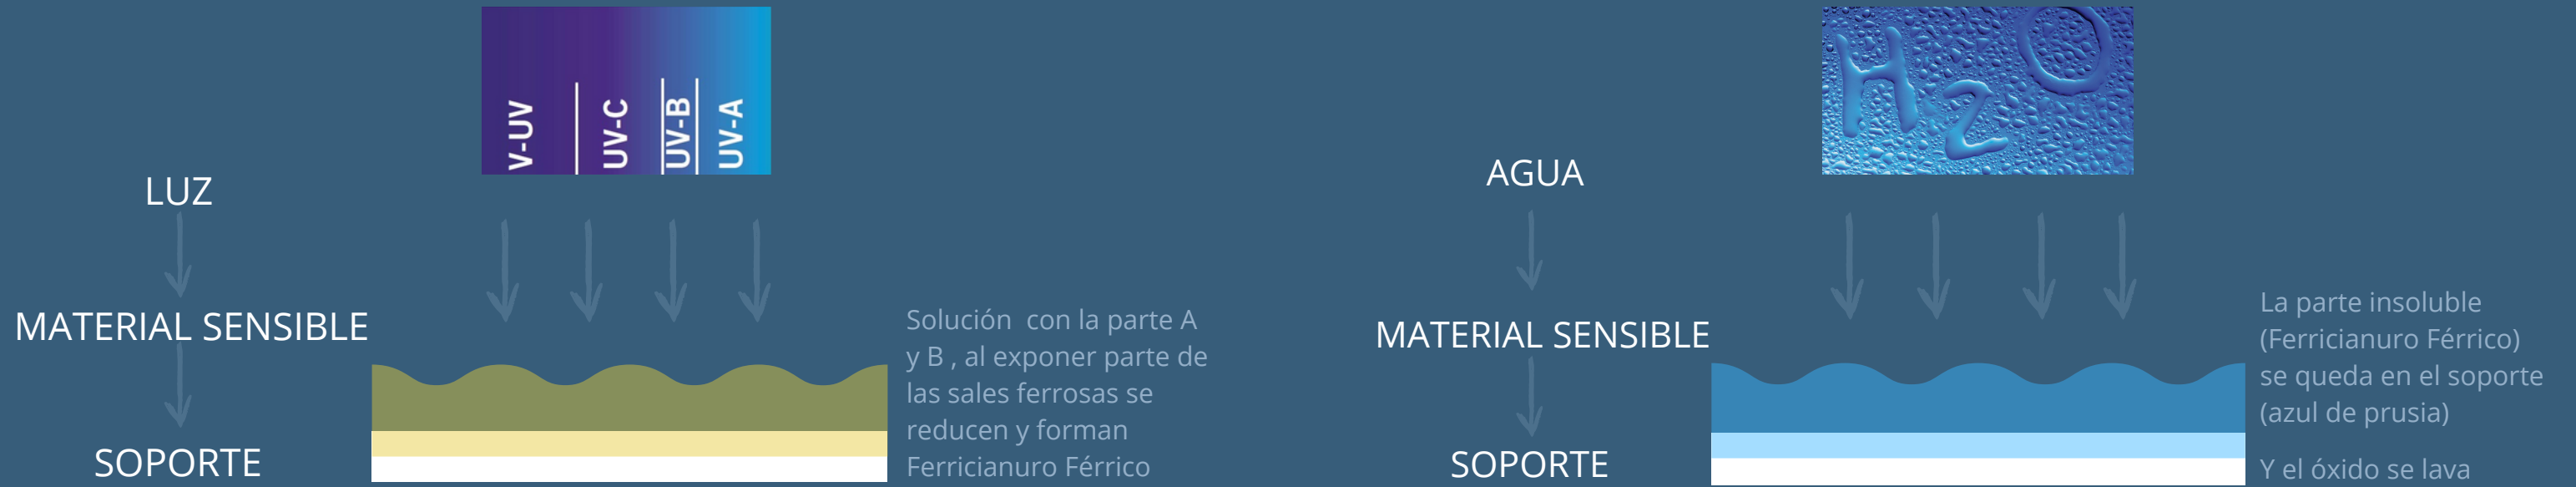 V-UV
UV-C
UV-B
UV-A
LUZ
MATERIAL SENSIBLE
SOPORTE
Solución con la parte A
y B , al exponer parte de
las sales ferrosas se
reducen y forman
Ferricianuro Férrico
H2O
AGUA
MATERIAL SENSIBLE
SOPORTE
La parte insoluble
(Ferricianuro Férrico)
se queda en el soporte
(azul de prusia)
Y el óxido se lava